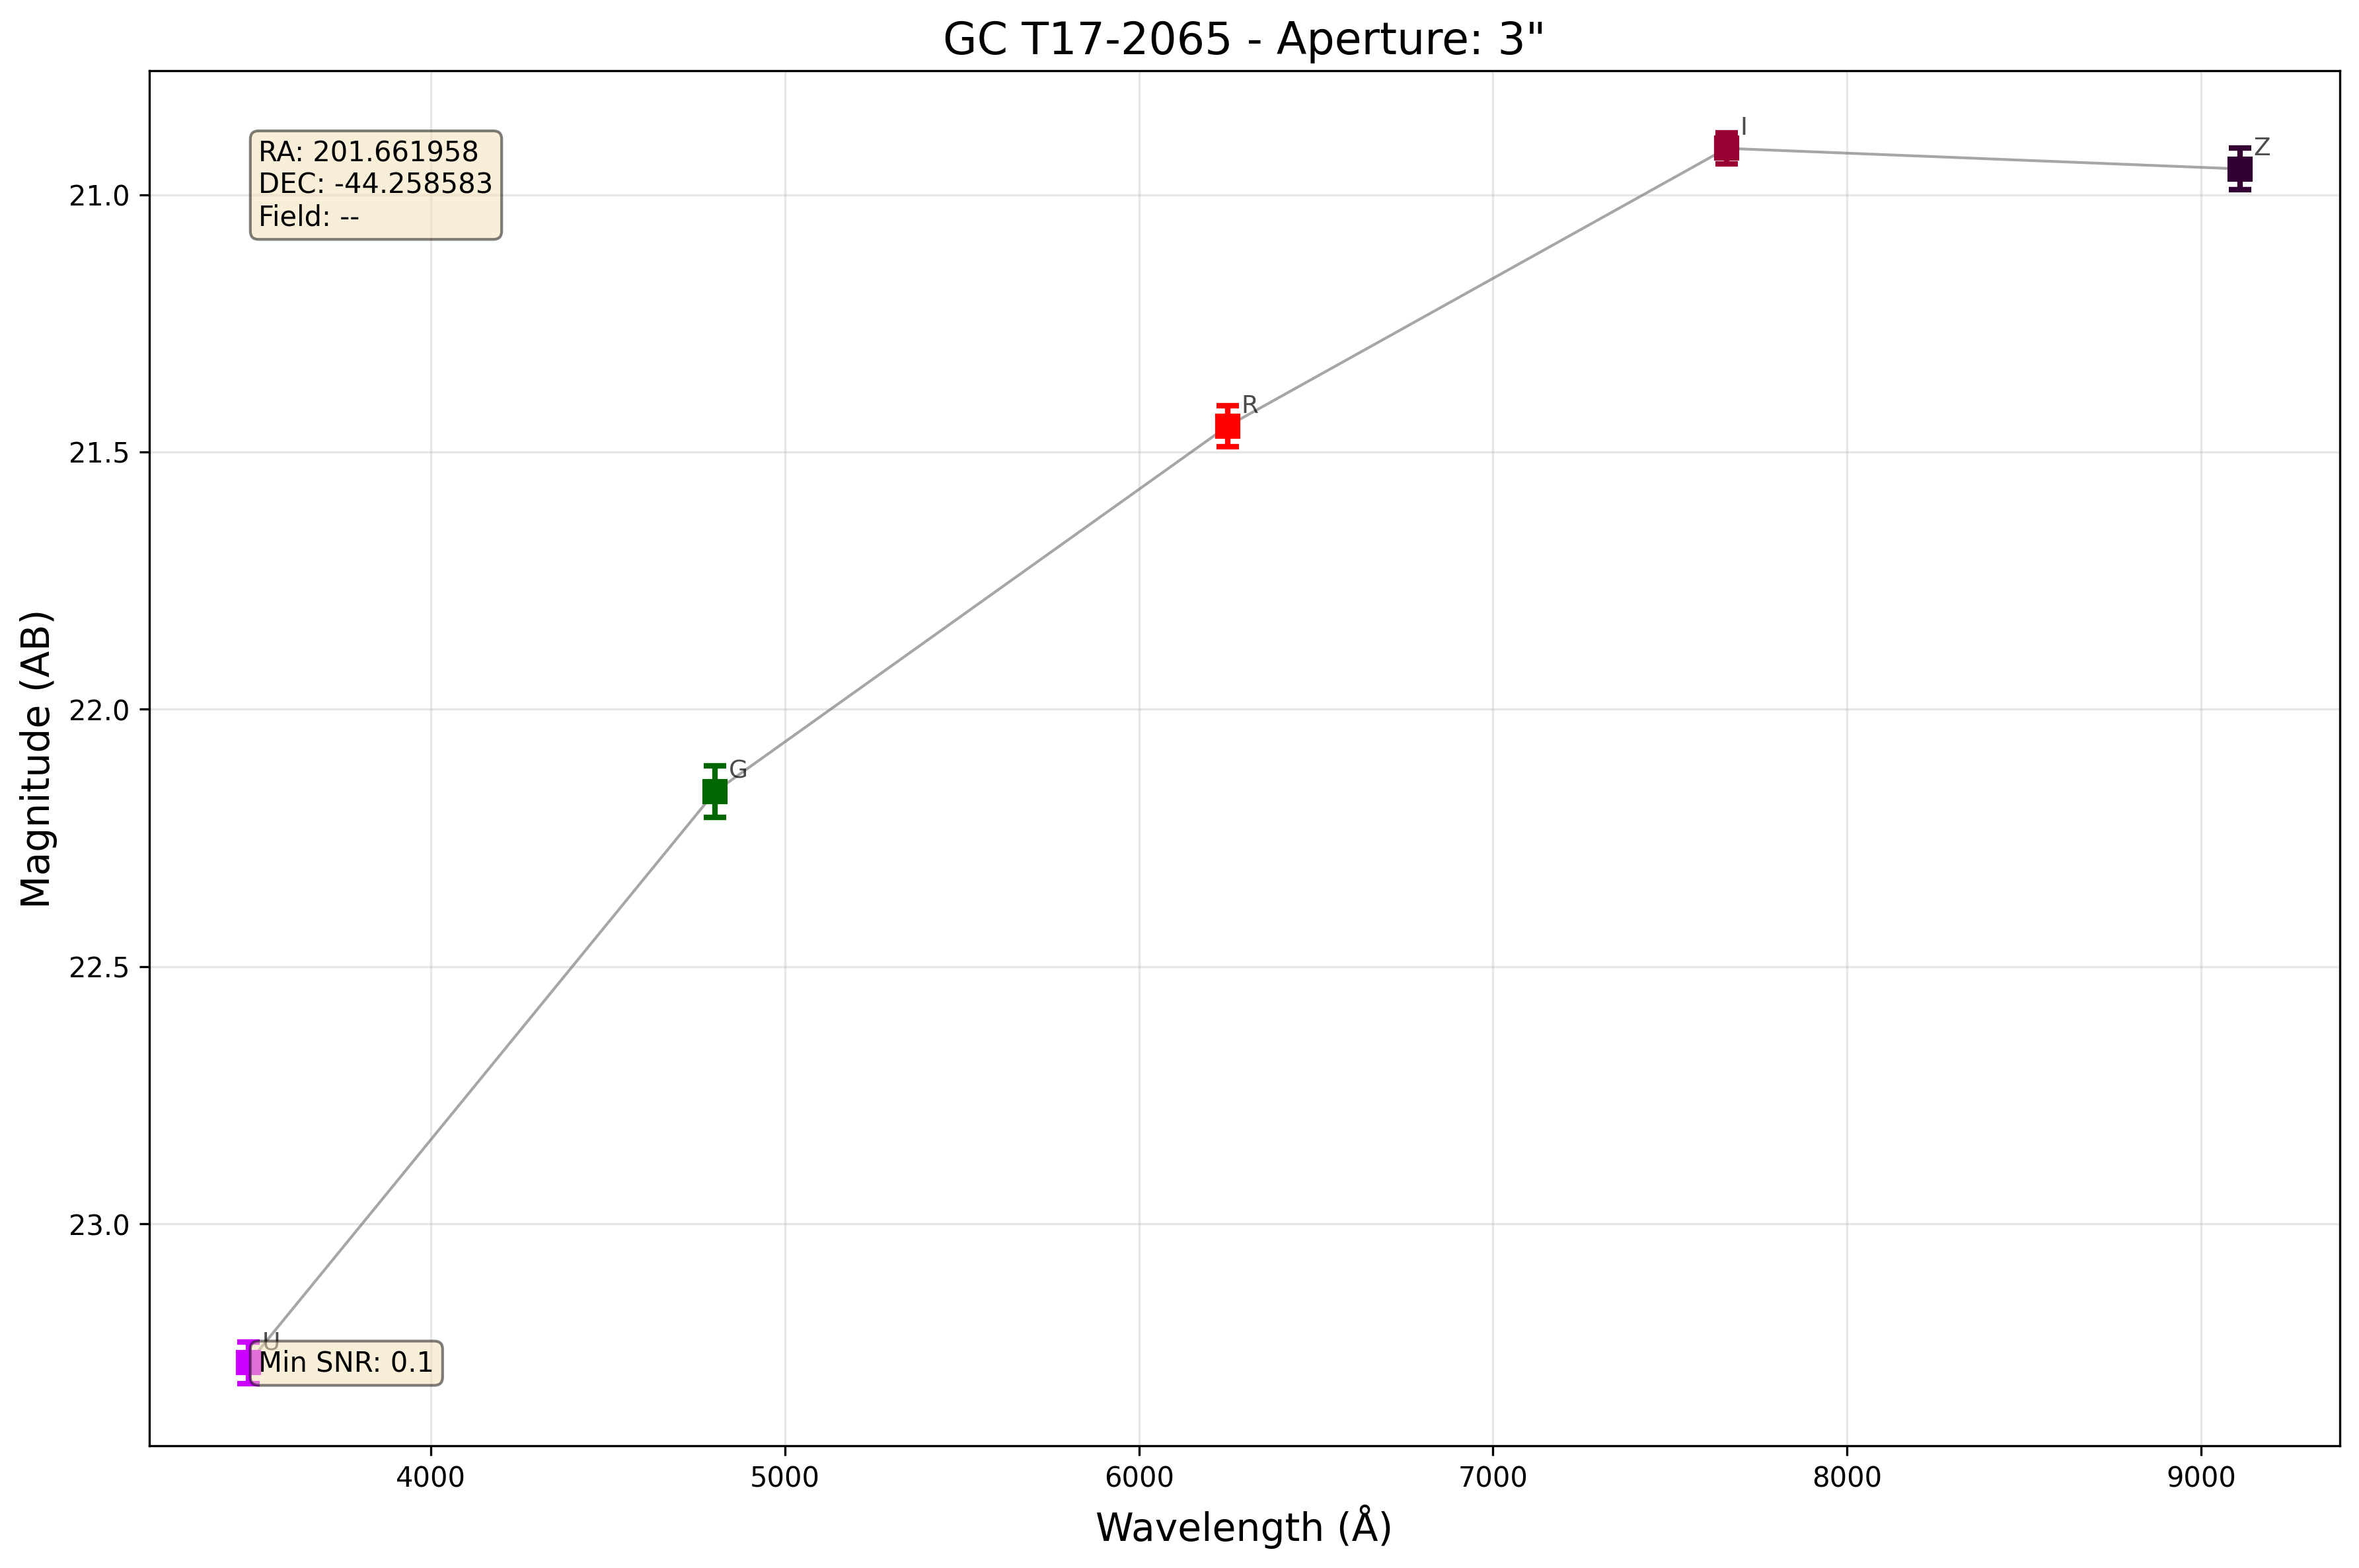 GC T17-2065 - Aperture: 3"
RA: 201.661958
DEC: -44.258583
Field: --
I
Z
R
G
U
Min SNR: 0.1
21.0
21.5
22.0
22.5
23.0
Magnitude (AB)
4000
5000
6000
7000
8000
9000
Wavelength (Å)